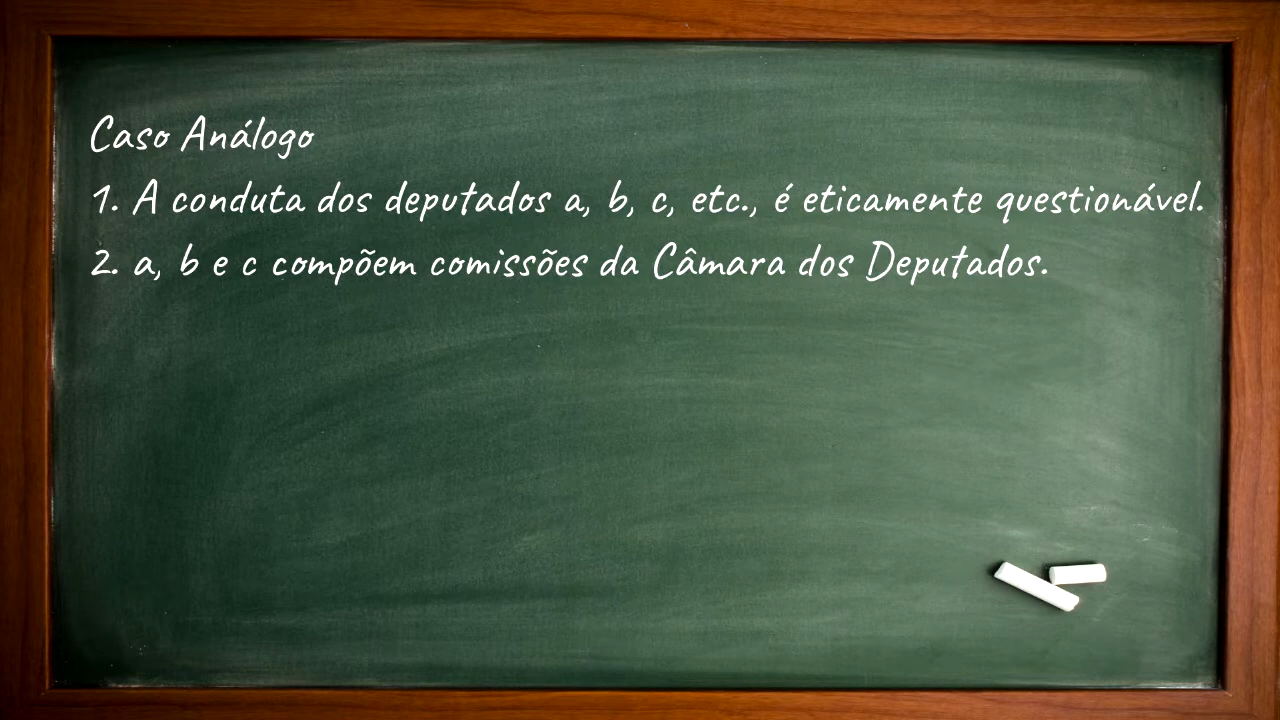 Caso Análogo
1. A conduta dos deputados a, b, c, etc., é eticamente questionável.
2. a, b e c compõem comissões da Câmara dos Deputados.